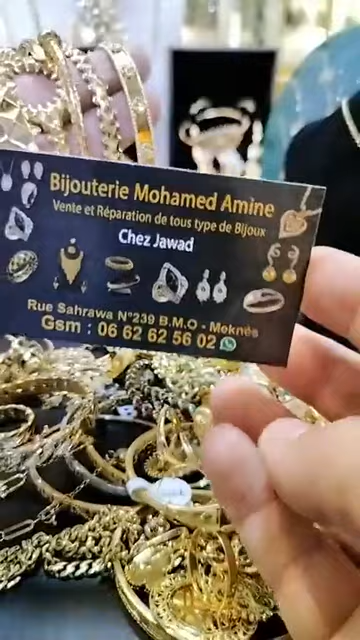 Bijouterie Mohamed Amine
Vente et Réparation de tous type de Bijoux
Chez Jawad
Rue Sahrawa N°239 B.M.O - Meknès
Gsm : 06 62 62 56 02